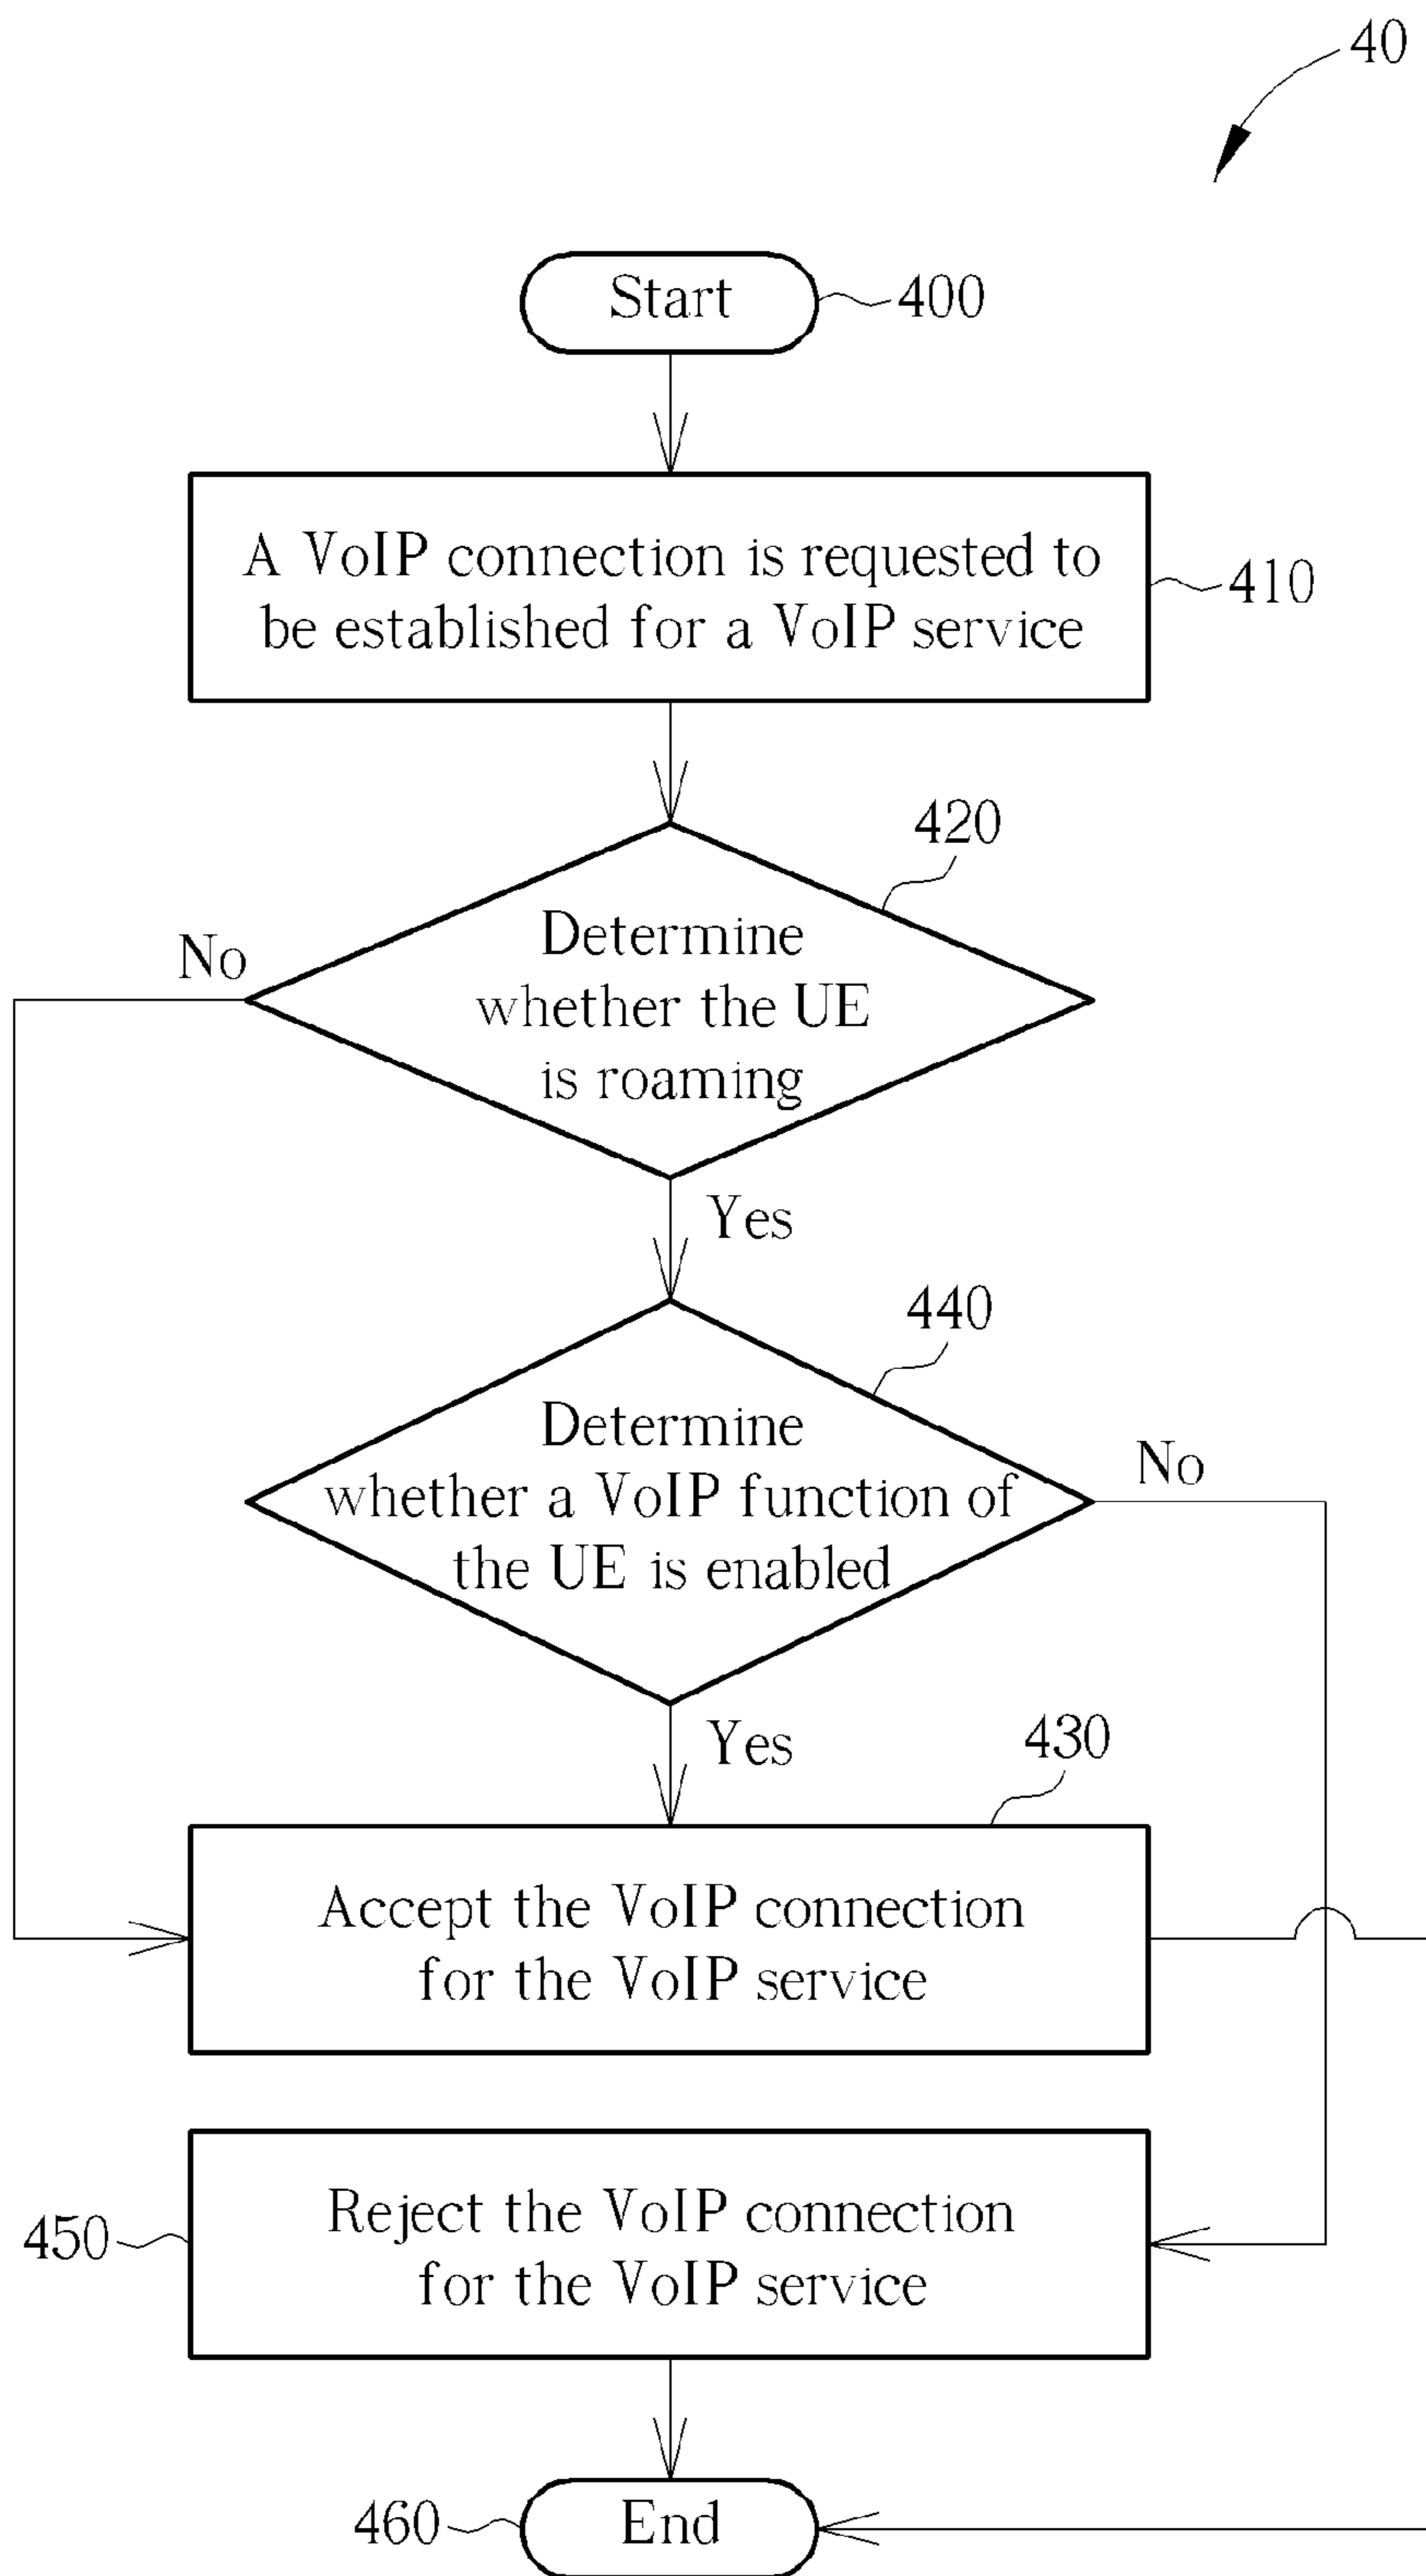 40
Start
400
A VoIP connection is requested to
be established for a VoIP service
410
420
No
Determine
whether the UE
is roaming
Yes
440
Determine
whether a VoIP function of
the UE is enabled
No
Yes
430
Accept the VoIP connection
for the VoIP service
Reject the VoIP connection
for the VoIP service
450
460
End